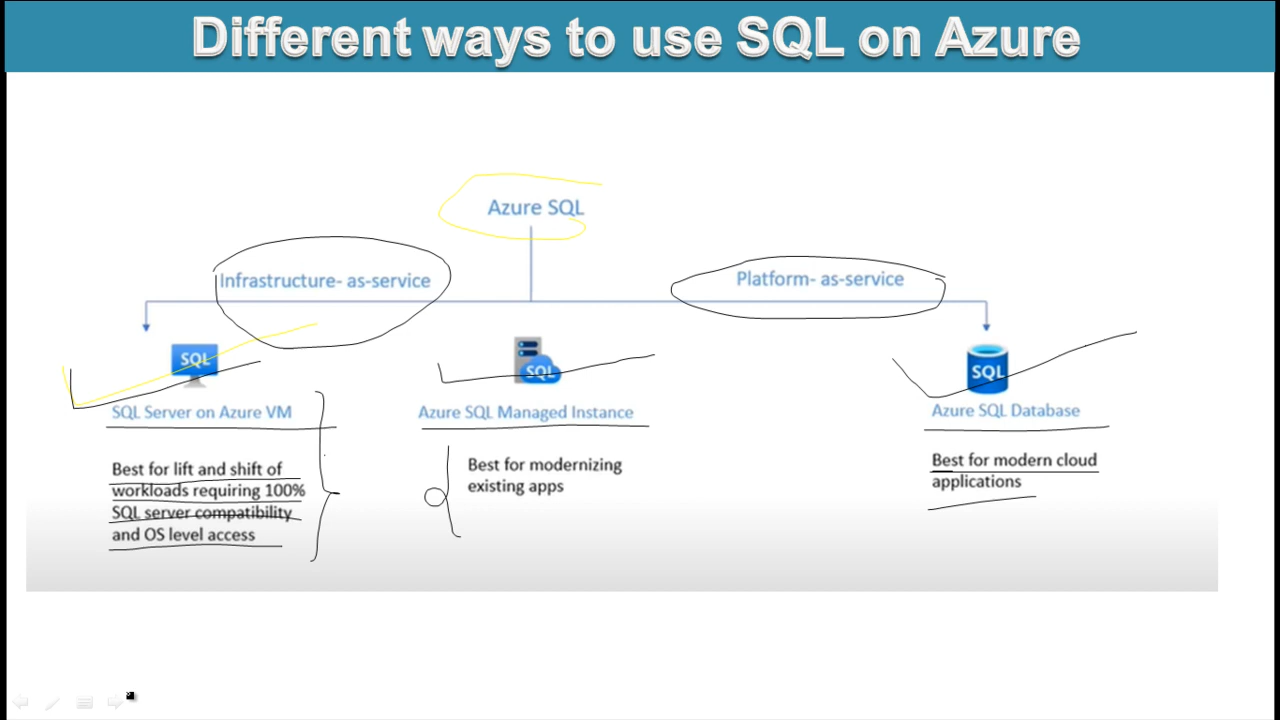 Different ways to use SQL on Azure
Azure SQL
Infrastructure- as-service
Platform- as-service
SQL
SQL
SQL
SQL Server on Azure VM
Azure SQL Managed Instance
Azure SQL Database
Best for lift and shift of
workloads requiring 100%
SQL server compatibility
and OS level access
Best for modernizing
existing apps
Best for modern cloud
applications